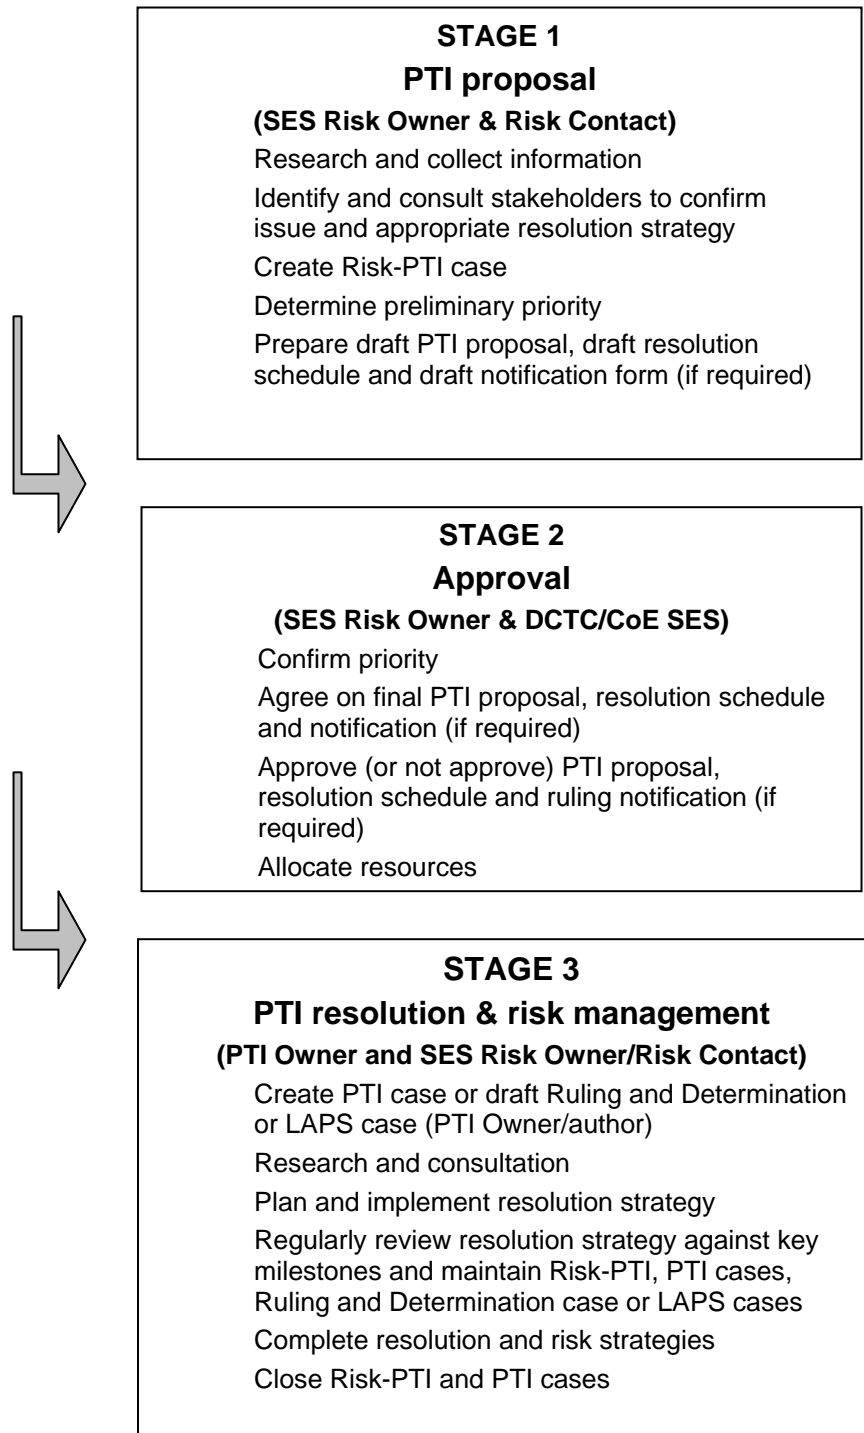 STAGE 1
PTI proposal
(SES Risk Owner & Risk Contact)
Research and collect information
Identify and consult stakeholders to confirm
issue and appropriate resolution strategy
Create Risk-PTI case
Determine preliminary priority
Prepare draft PTI proposal, draft resolution
schedule and draft notification form (if required)
STAGE 2
Approval
(SES Risk Owner & DCTC/CoE SES)
Confirm priority
Agree on final PTI proposal, resolution schedule
and notification (if required)
Approve (or not approve) PTI proposal,
resolution schedule and ruling notification (if
required)
Allocate resources
STAGE 3
PTI resolution & risk management
(PTI Owner and SES Risk Owner/Risk Contact)
Create PTI case or draft Ruling and Determination
or LAPS case (PTI Owner/author)
Research and consultation
Plan and implement resolution strategy
Regularly review resolution strategy against key
milestones and maintain Risk-PTI, PTI cases,
Ruling and Determination case or LAPS cases
Complete resolution and risk strategies
Close Risk-PTI and PTI cases